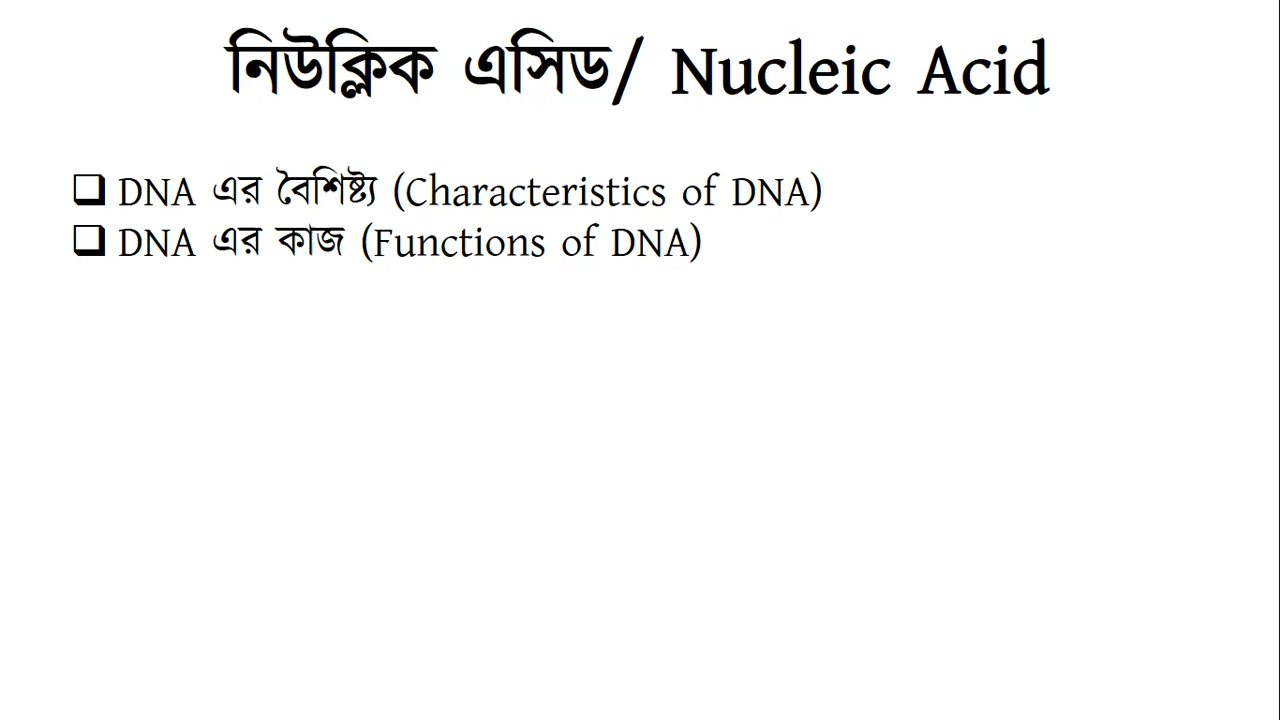 নিউক্লিক এসিড/ Nucleic Acid
❑ DNA এর বৈশিষ্ট্য (Characteristics of DNA)
❑ DNA এর কাজ (Functions of DNA)